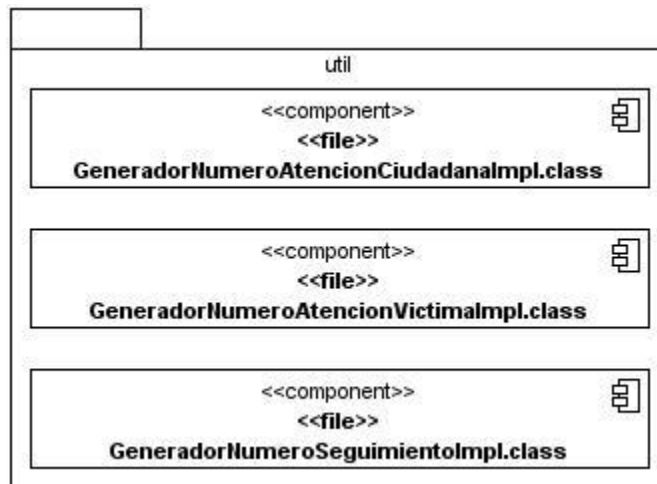 util
<<component>>
<<file>>
GeneradorNumeroAtencionCiudadanaImpl.class
<<component>>
<<file>>
GeneradorNumeroAtencionVictimaImpl.class
<<component>>
<<file>>
GeneradorNumeroSeguimientoImpl.class